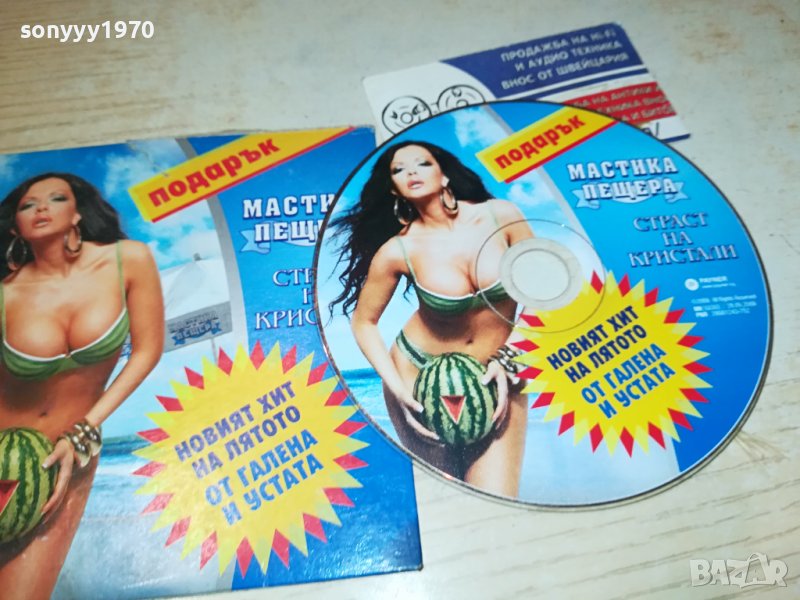 sonyyy1970
ПРОДАЖБА НА HI-FI
И АУДИО ТЕХНИКА
ВНОС ОТ ШВЕЙЦАРИЯ
подарък
МАСТИКА
ПЕЩЕРА
СТРАСТ
НА
КРИСТАЛИ
PAYNER
НОВИЯТ ХИТ
НА ЛЯТОТО
ОТ ГАЛЕНА
И УСТАТА
подарък
МАСТИКА
НОВИЯТ ХИТ
НА ЛЯТОТО
ОТ ГАЛЕНА
И УСТАТА
BAZAR